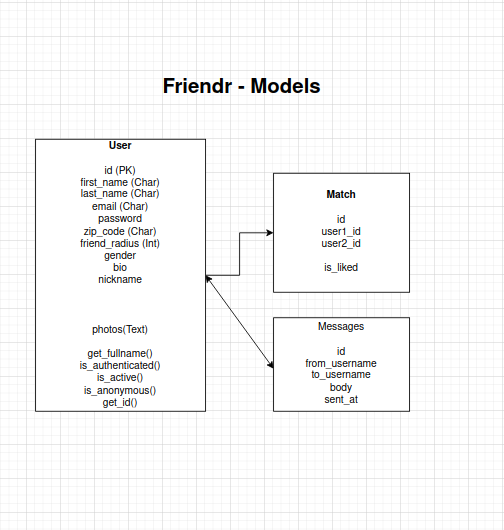 Friendr - Models
User
id (PK)
first_name (Char)
last_name (Char)
email (Char)
password
zip_code (Char)
friend_radius (Int)
gender
bio
nickname
photos(Text)
get_fullname()
is_authenticated()
is_active()
is_anonymous()
get_id()
Match
id
user1_id
user2_id
is_liked
Messages
id
from_username
to_username
body
sent_at